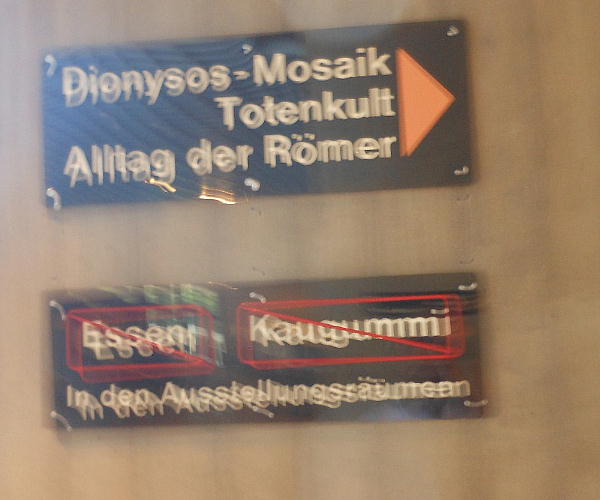 Dionysos-Mosaik
Totenkult
Alltag der Römer
Essen Kaugummi
In den Ausstellungsräumen